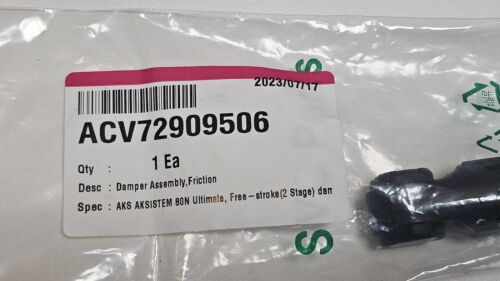 2023/07/17
ACV72909506
Qty : 1 Ea
Desc : Damper Assembly,Friction
Spec : AKS AKSISTEM 80N Ultimate, Free-stroke(2 Stage) dam
S
S